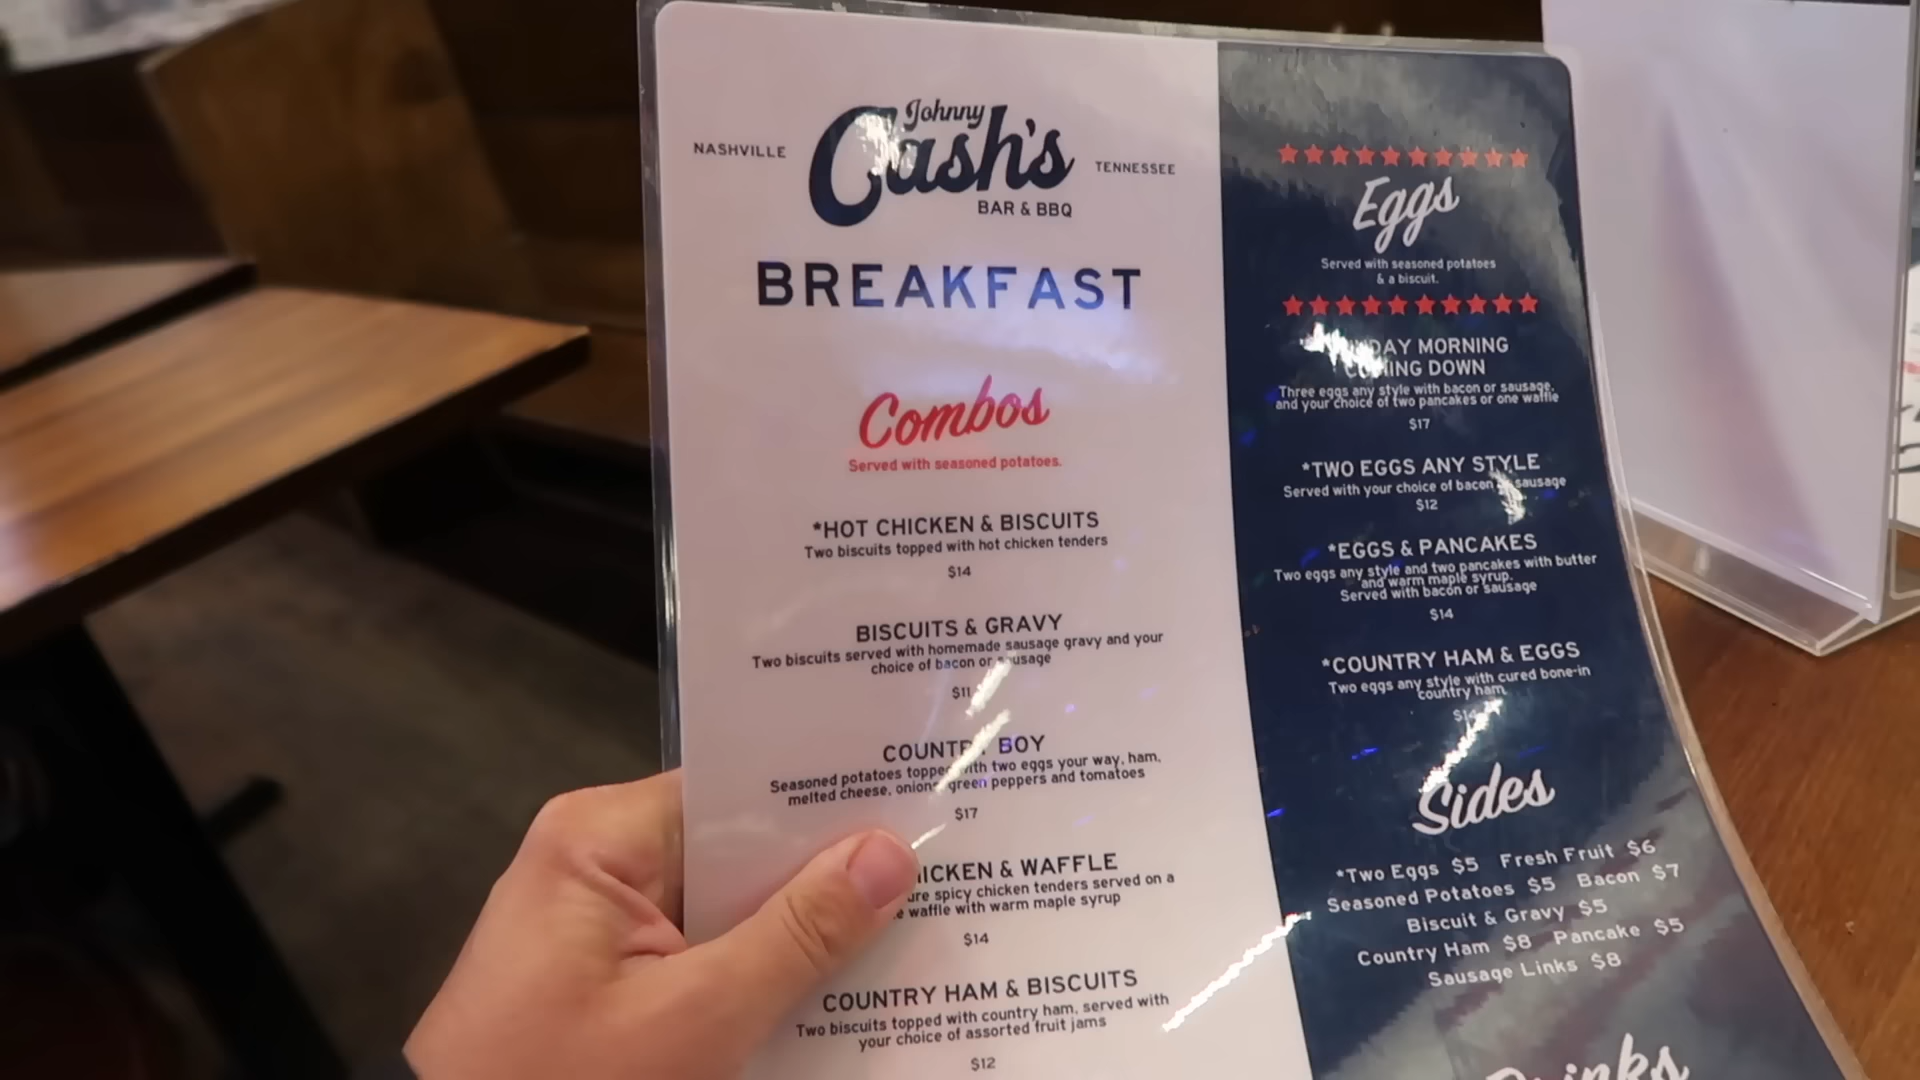 NASHVILLE
Johnny
Cash's
BAR & BBQ
TENNESSEE
BREAKFAST
Combos
Served with seasoned potatoes.
*HOT CHICKEN & BISCUITS
Two biscuits topped with hot chicken tenders
$14
BISCUITS & GRAVY
Two biscuits served with homemade sausage gravy and your
choice of bacon or sausage
$11
COUNTRY BOY
Seasoned potatoes topped with two eggs your way, ham,
melted cheese, onions, green peppers and tomatoes
$17
& WAFFLE
spicy chicken tenders served on a
waffle with warm maple syrup
$14
COUNTRY HAM & BISCUITS
Two biscuits topped with country ham, served with
your choice of assorted fruit jams
$12
Eggs
Served with seasoned potatoes
& a biscuit.
MORNING
DOWN
Three eggs any style with bacon or sausage,
and your choice of two pancakes or one waffle
$17
*TWO EGGS ANY STYLE
Served with your choice of bacon or sausage
$12
*EGGS & PANCAKES
Two eggs any style and two pancakes with butter
and warm maple syrup.
Served with bacon or sausage
$14
*COUNTRY HAM & EGGS
Two eggs any style with cured bone-in
country ham
Sides
*Two Eggs $5 Fresh Fruit $6
Seasoned Potatoes $5 Bacon $7
Biscuit & Gravy $5
Country Ham $8 Pancake $5
Sausage Links $8
Drinks